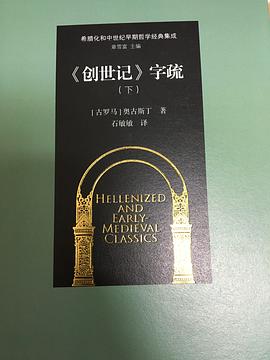 希腊化和中世纪早期哲学经典集成
章雪富 主编
《创世记》字疏
（下）
［古罗马］奥古斯丁 著
石敏敏 译
HELLENIZED
AND
EARLY-
MEDIEVAL
CLASSICS